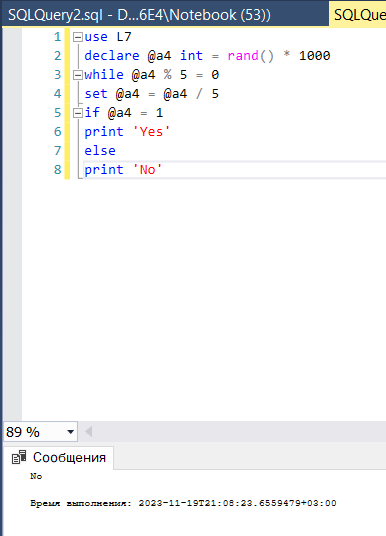 SQLQuery2.sql - D...6E4\Notebook (53))
SQLQue
1 use L7
2 declare @a4 int = rand() * 1000
3 while @a4 % 5 = 0
4 set @a4 = @a4 / 5
5 if @a4 = 1
6 print 'Yes'
7 else
8 print 'No'
89 %
Сообщения
No
Время выполнения: 2023-11-19T21:08:23.6559479+03:00